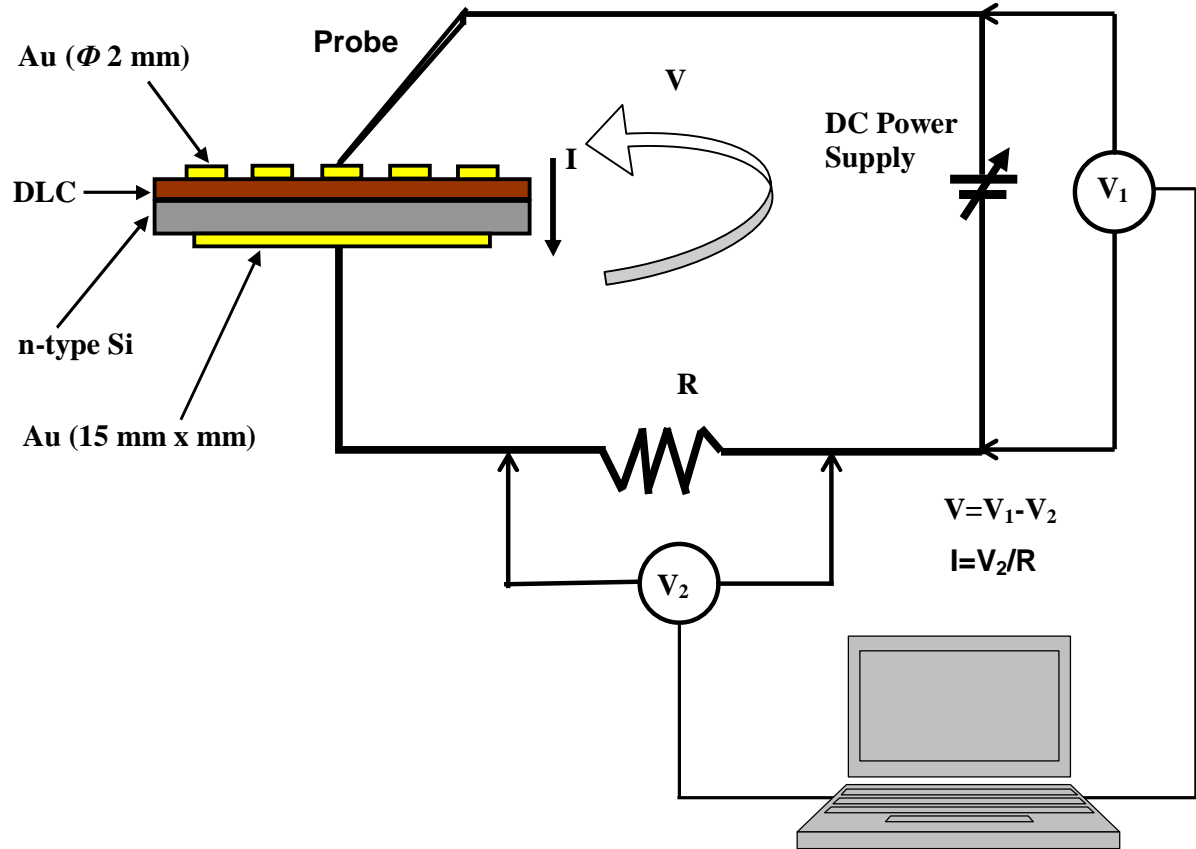 Au (Φ 2 mm)
Probe
V
I
DC Power
Supply
V₁
DLC
n-type Si
R
Au (15 mm x mm)
V=V₁-V₂
I=V₂/R
V₂